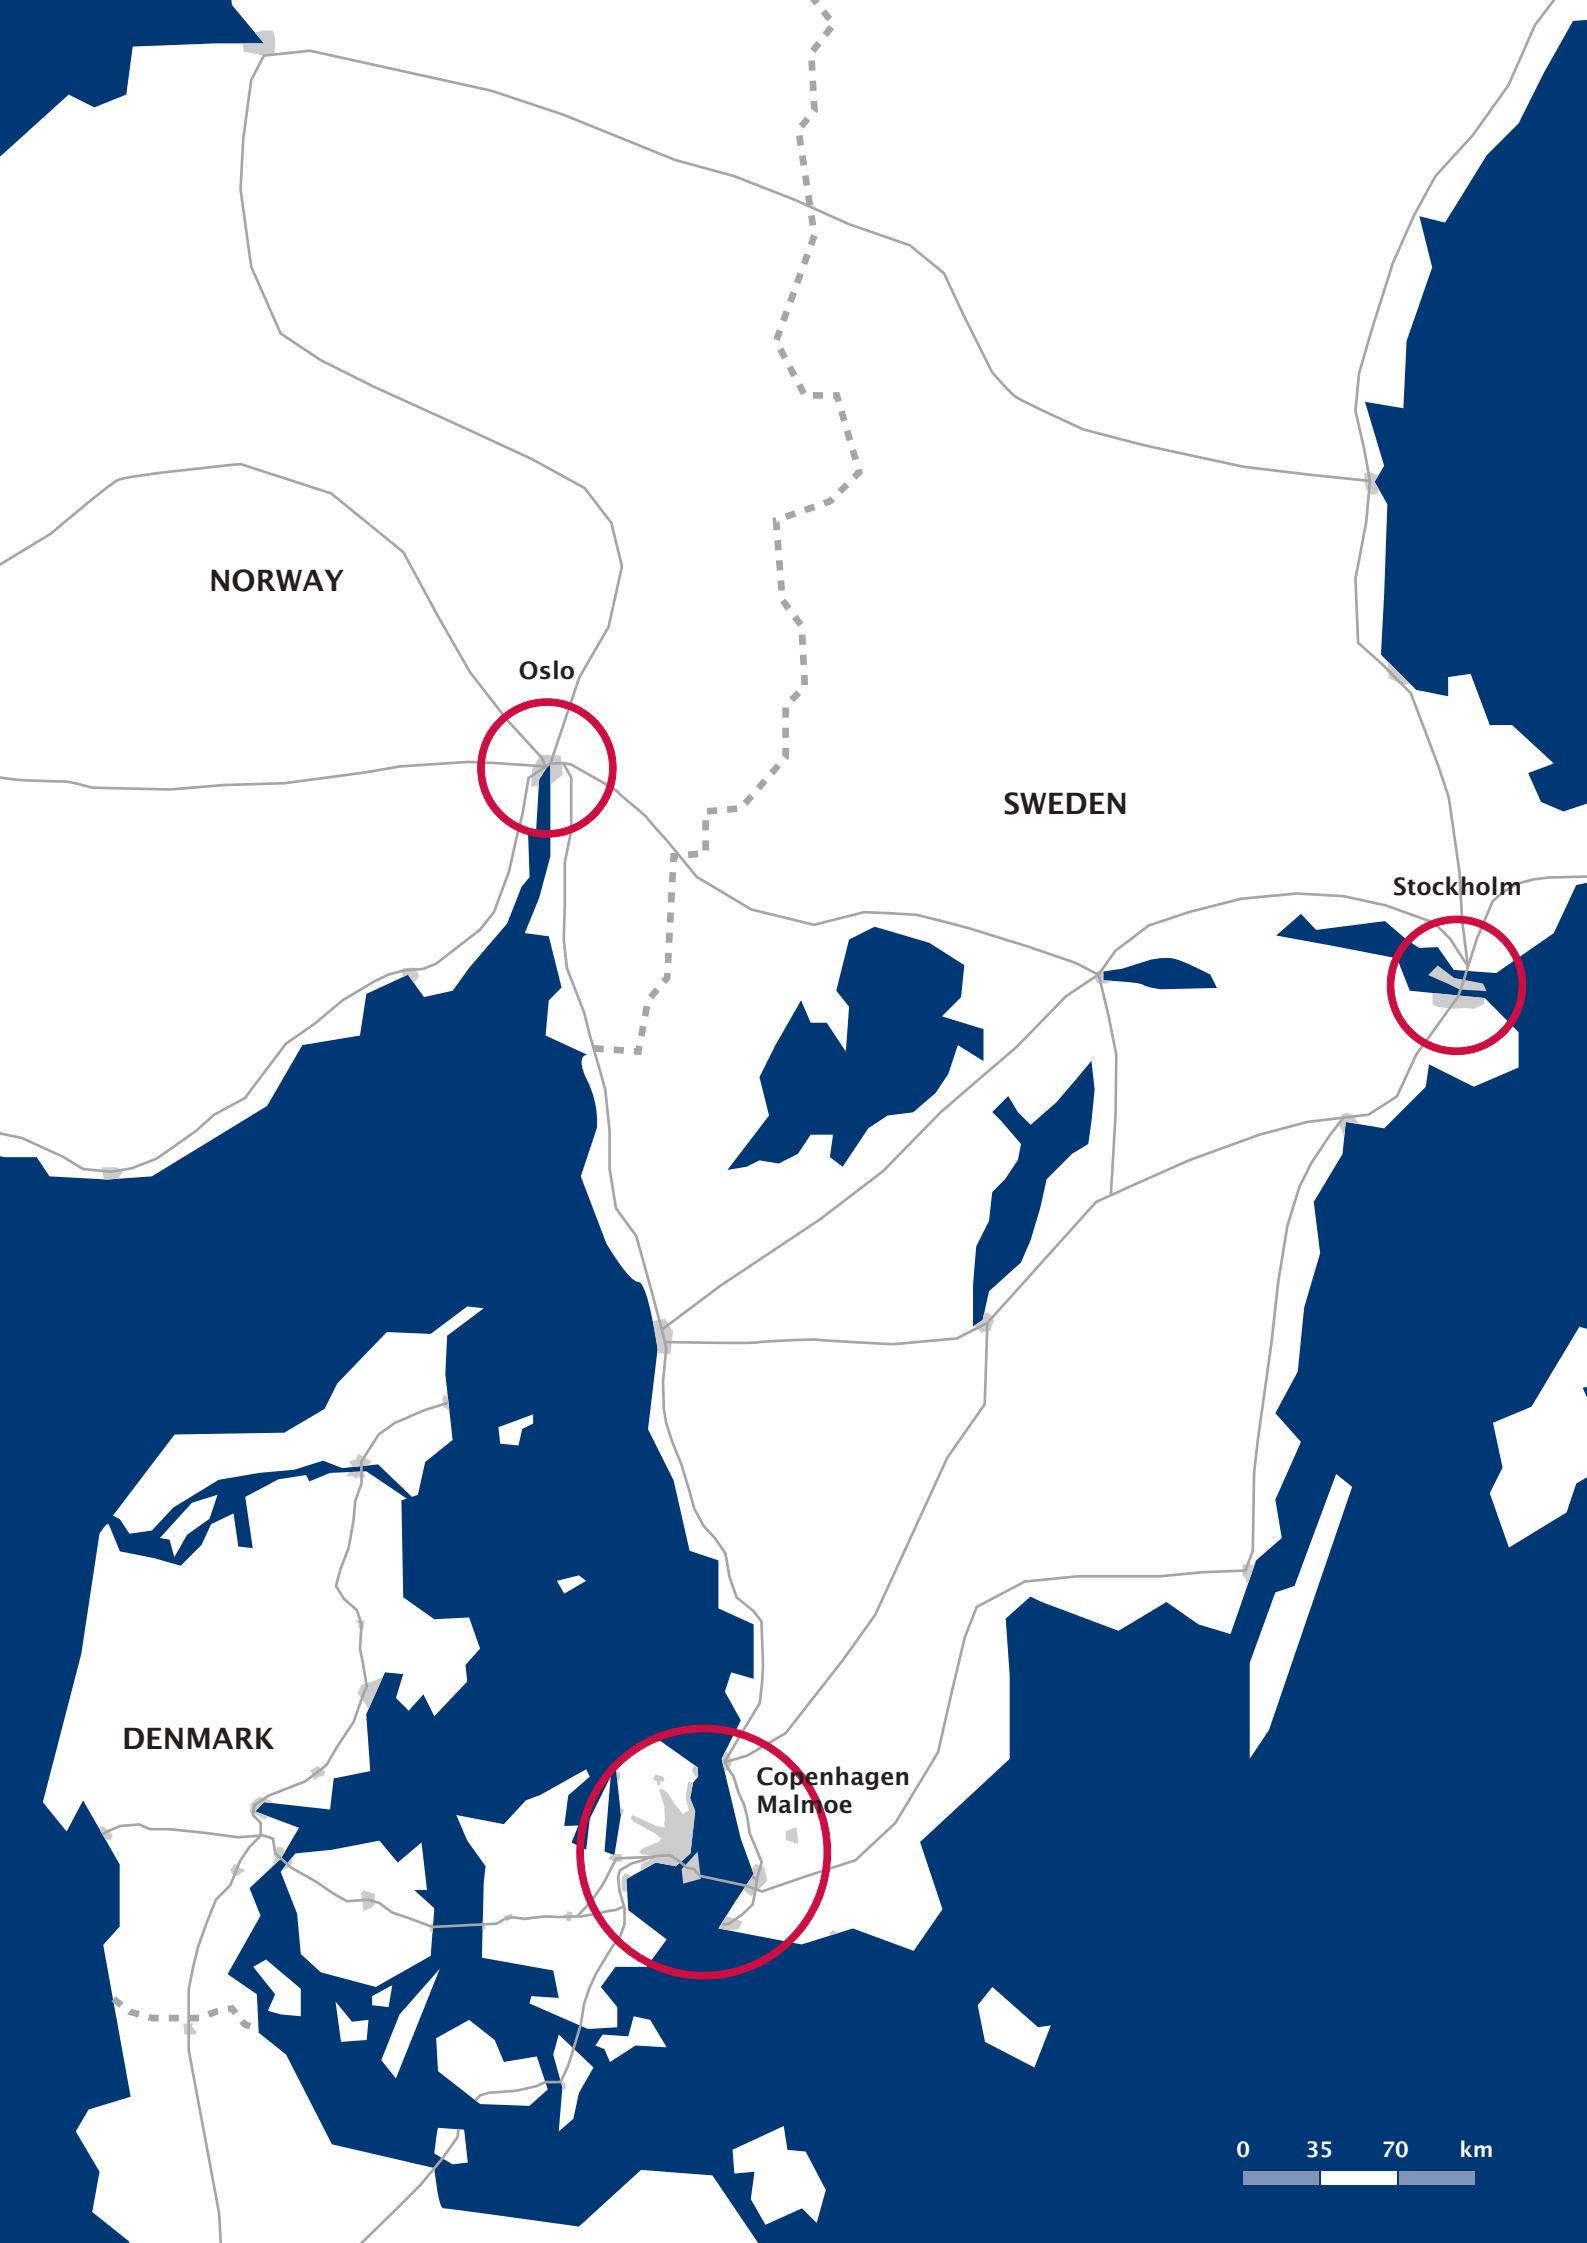 NORWAY
Oslo
SWEDEN
Stockholm
DENMARK
Copenhagen
Malmoe
0 35 70 km